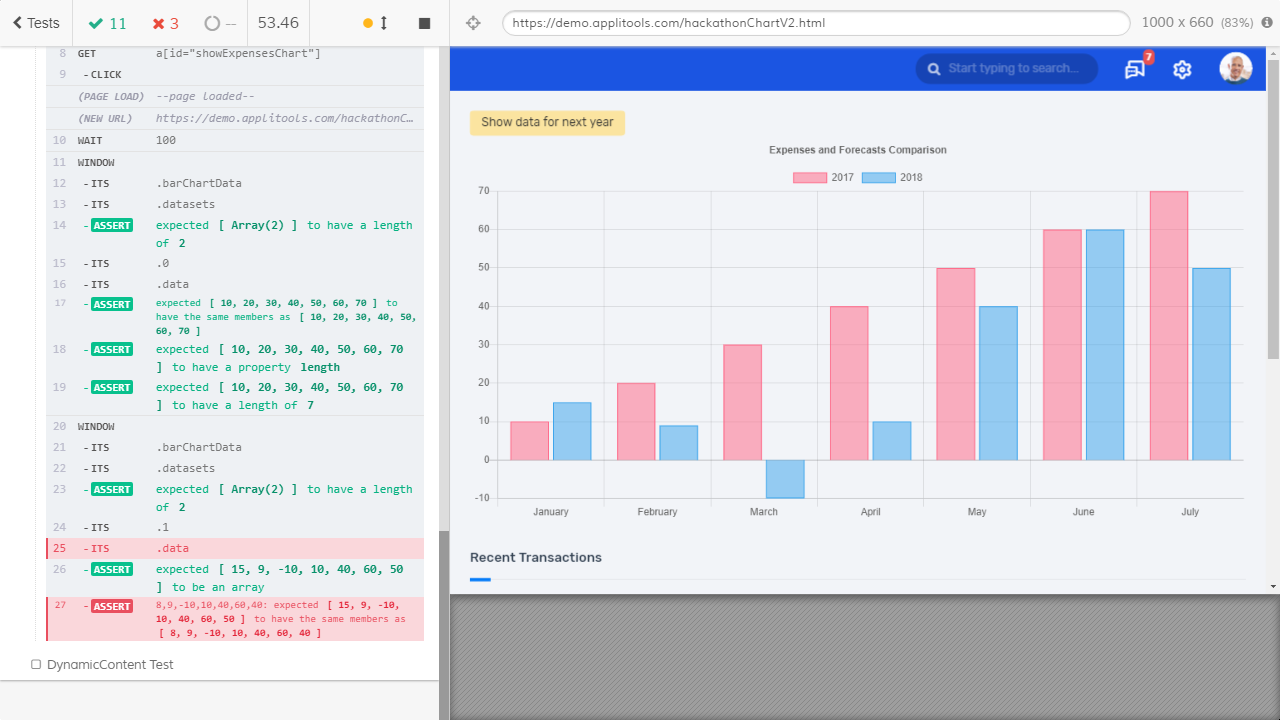 Tests 11 3 -- 53.46
https://demo.applitools.com/hackathonChartV2.html 1000 x 660 (83%)
8 GET a[id="showExpensesChart"]
9 - CLICK
(PAGE LOAD) --page loaded--
(NEW URL) https://demo.applitools.com/hackathonC…
10 WAIT 100
11 WINDOW
12 - ITS .barChartData
13 - ITS .datasets
14 - ASSERT expected [ Array(2) ] to have a length
of 2
15 - ITS .0
16 - ITS .data
17 - ASSERT expected [ 10, 20, 30, 40, 50, 60, 70 ] to
have the same members as [ 10, 20, 30, 40, 50,
60, 70 ]
18 - ASSERT expected [ 10, 20, 30, 40, 50, 60, 70
] to have a property length
19 - ASSERT expected [ 10, 20, 30, 40, 50, 60, 70
] to have a length of 7
20 WINDOW
21 - ITS .barChartData
22 - ITS .datasets
23 - ASSERT expected [ Array(2) ] to have a length
of 2
24 - ITS .1
25 - ITS .data
26 - ASSERT expected [ 15, 9, -10, 10, 40, 60, 50
] to be an array
27 - ASSERT 8,9,-10,10,40,60,40: expected [ 15, 9, -10,
10, 40, 60, 50 ] to have the same members as
[ 8, 9, -10, 10, 40, 60, 40 ]
DynamicContent Test
Start typing to search... 7
Show data for next year
Expenses and Forecasts Comparison
2017 2018
70
60
50
40
30
20
10
0
-10
January February March April May June July
Recent Transactions